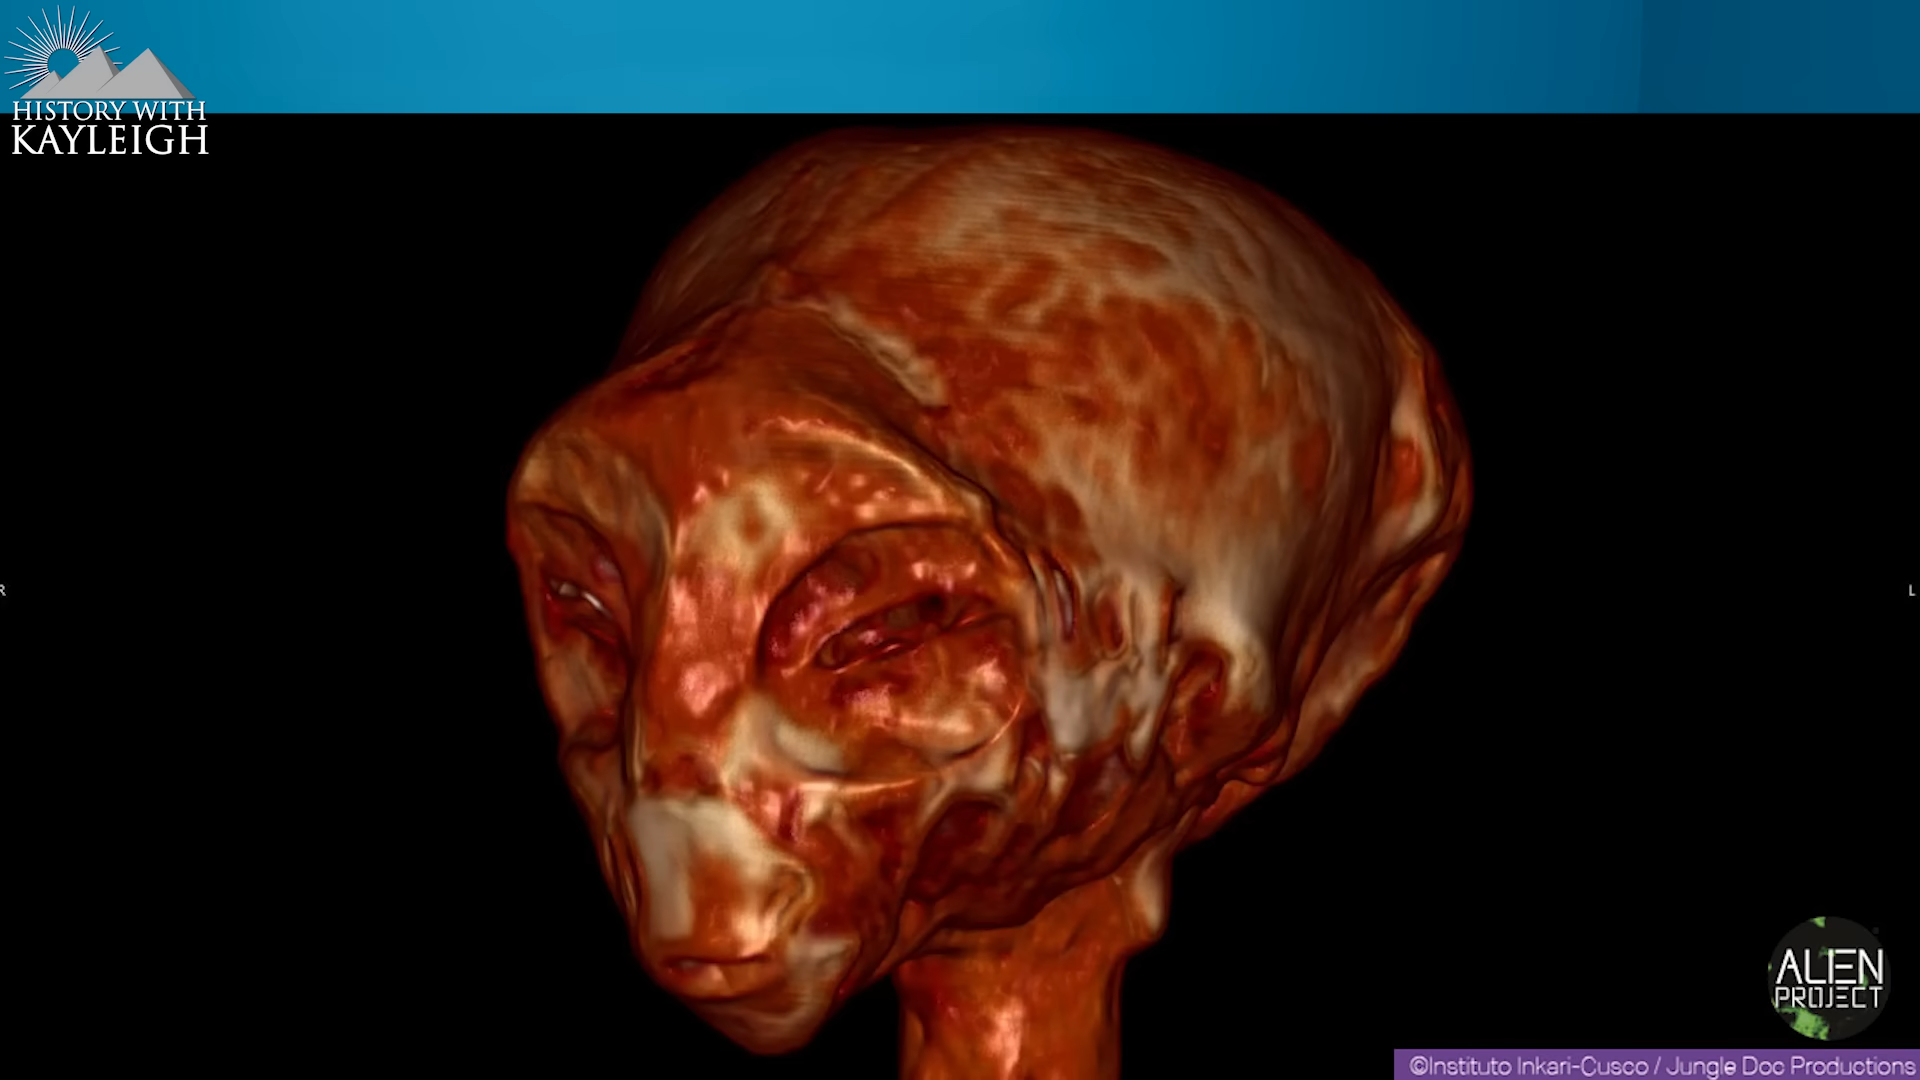 HISTORY WITH
KAYLEIGH
R
L
ALIEN
PROJECT
©Instituto Inkari-Cusco / Jungle Doc Productions